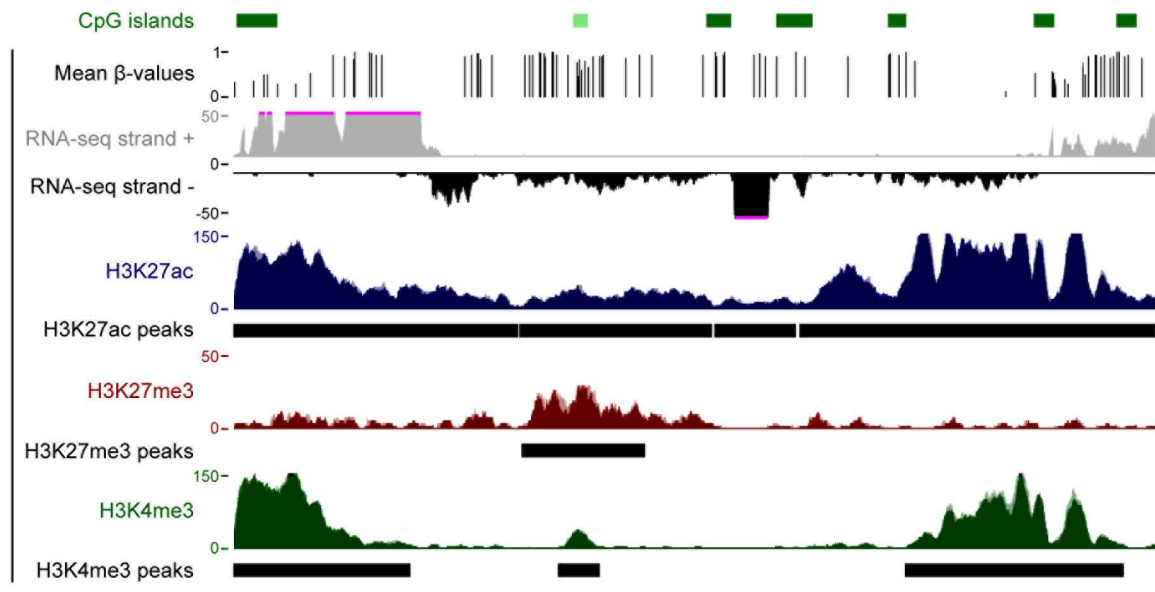 CpG islands
1
Mean β-values
0
50
RNA-seq strand +
0
RNA-seq strand -
-50
150
H3K27ac
0
H3K27ac peaks
50
H3K27me3
0
H3K27me3 peaks
150
H3K4me3
0
H3K4me3 peaks